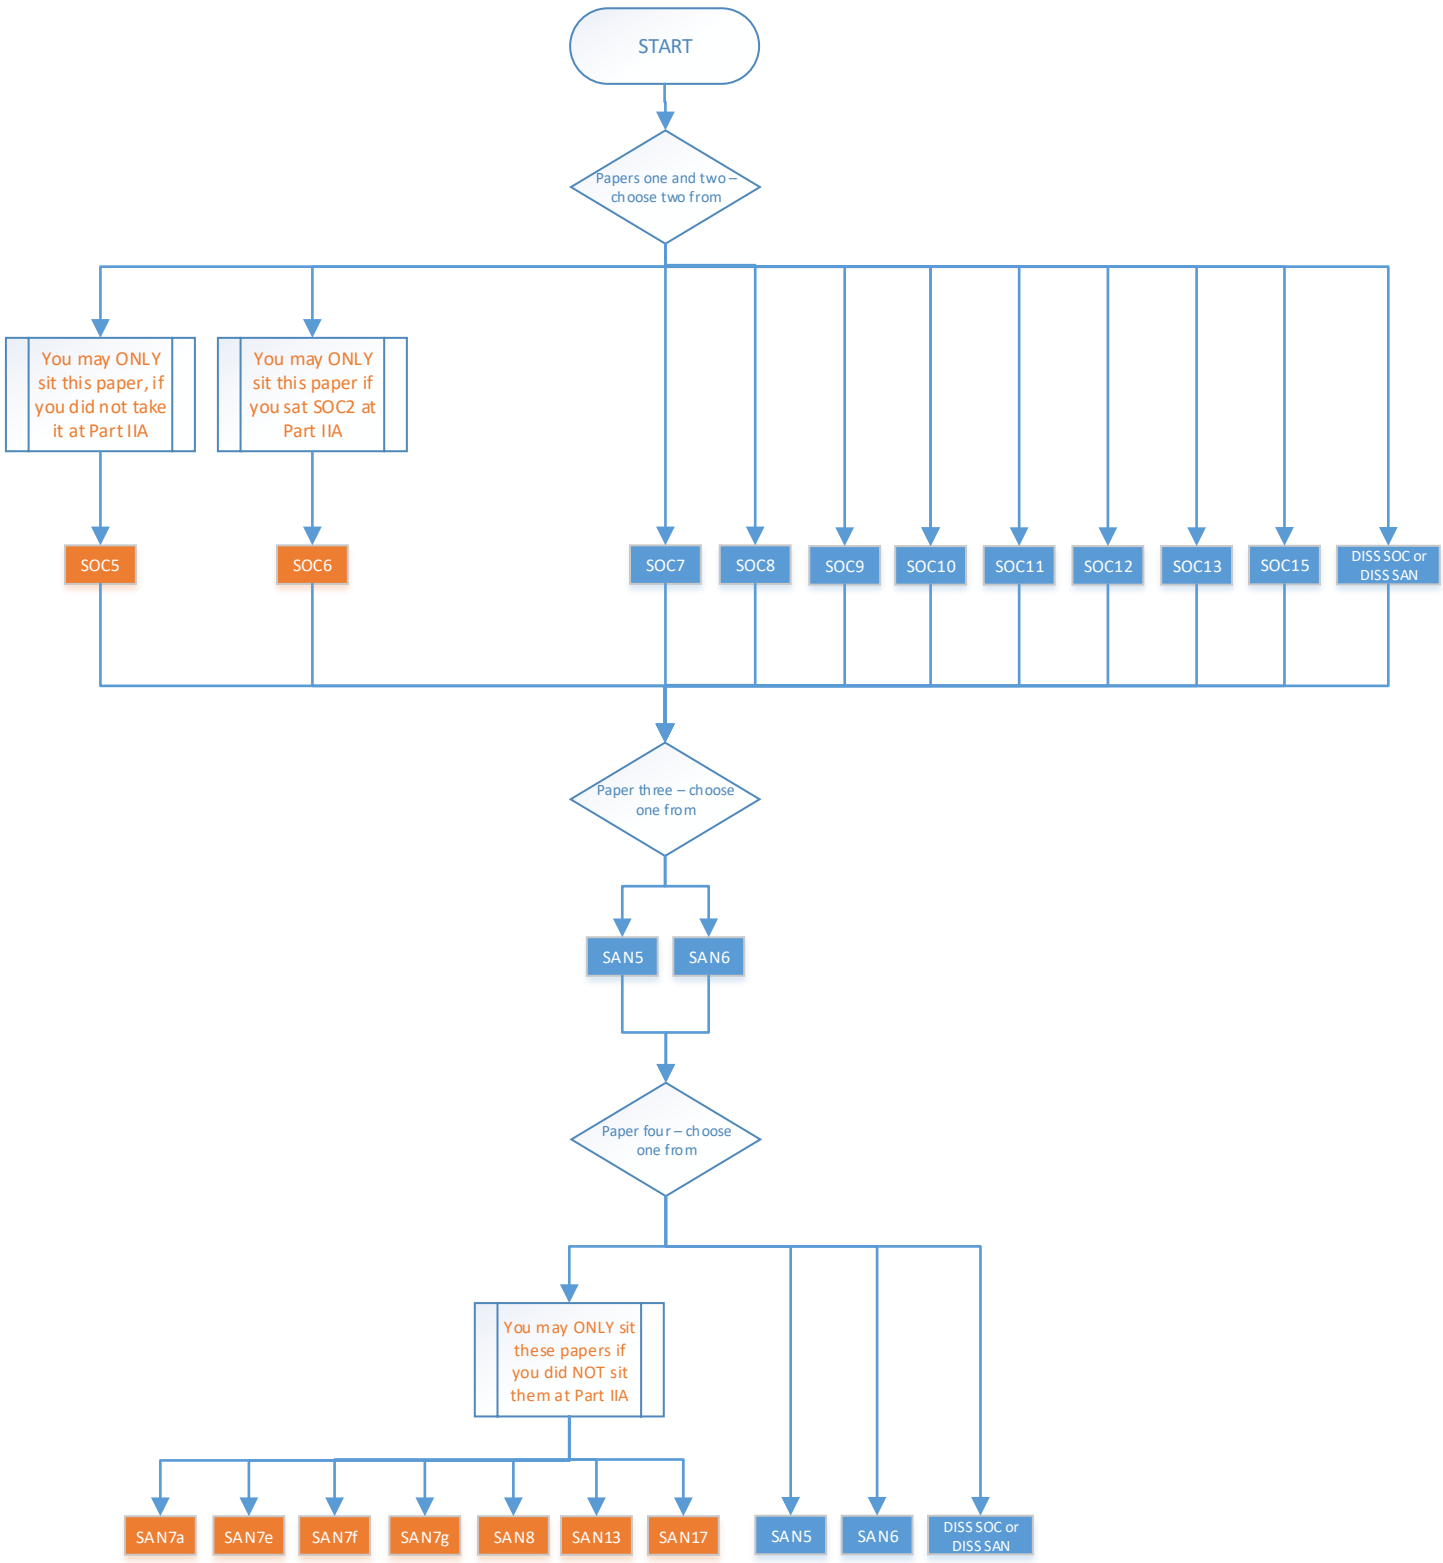 START
Papers one and two –
choose two from
You may ONLY
sit this paper, if
you did not take
it at Part IIA
You may ONLY
sit this paper if
you sat SOC2 at
Part IIA
SOC5
SOC6
SOC7
SOC8
SOC9
SOC10
SOC11
SOC12
SOC13
SOC15
DISS SOC or
DISS SAN
Paper three – choose
one from
SAN5
SAN6
Paper four – choose
one from
You may ONLY sit
these papers if
you did NOT sit
them at Part IIA
SAN7a
SAN7e
SAN7f
SAN7g
SAN8
SAN13
SAN17
SAN5
SAN6
DISS SOC or
DISS SAN